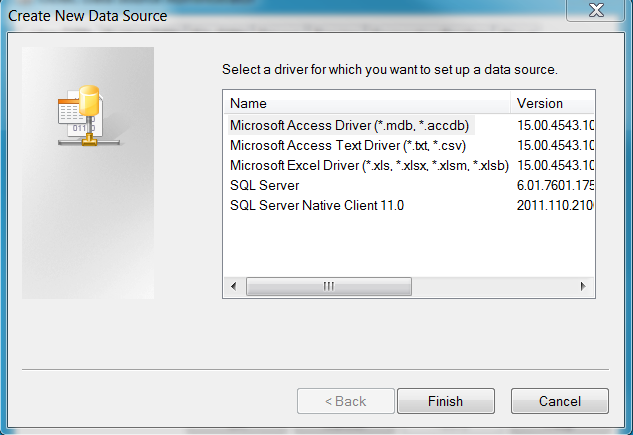 Create New Data Source
Select a driver for which you want to set up a data source.
Name Version
Microsoft Access Driver (*.mdb, *.accdb) 15.00.4543.10
Microsoft Access Text Driver (*.txt, *.csv) 15.00.4543.10
Microsoft Excel Driver (*.xls, *.xlsx, *.xlsm, *.xlsb) 15.00.4543.10
SQL Server 6.01.7601.175
SQL Server Native Client 11.0 2011.110.210
< Back Finish Cancel